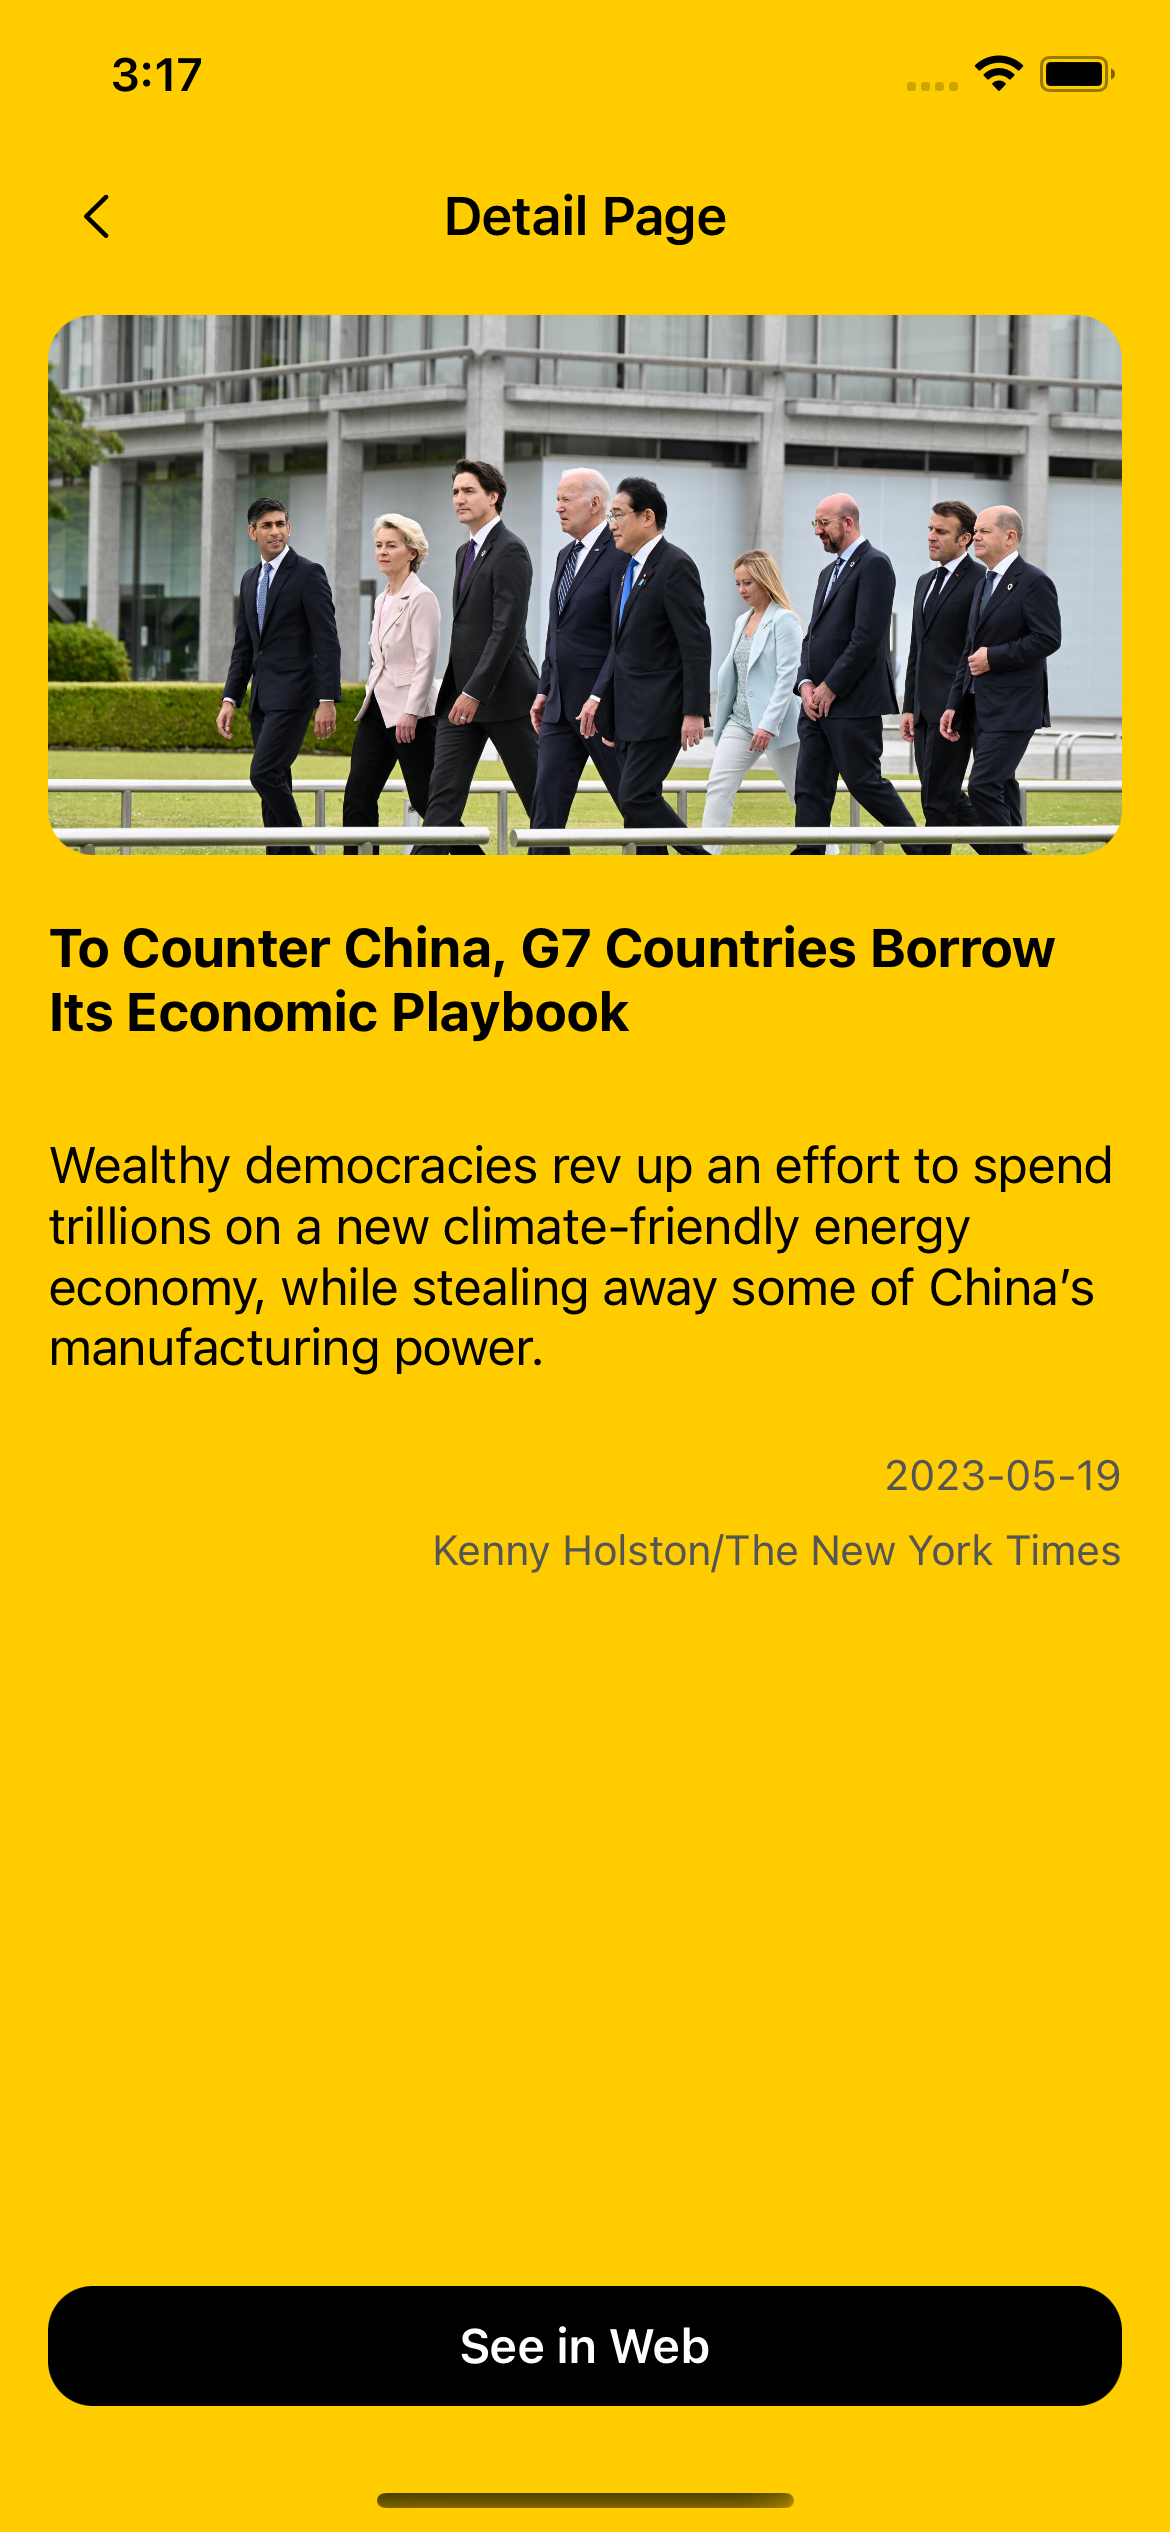 3:17
Detail Page
To Counter China, G7 Countries Borrow
Its Economic Playbook
Wealthy democracies rev up an effort to spend
trillions on a new climate-friendly energy
economy, while stealing away some of China’s
manufacturing power.
2023-05-19
Kenny Holston/The New York Times
See in Web